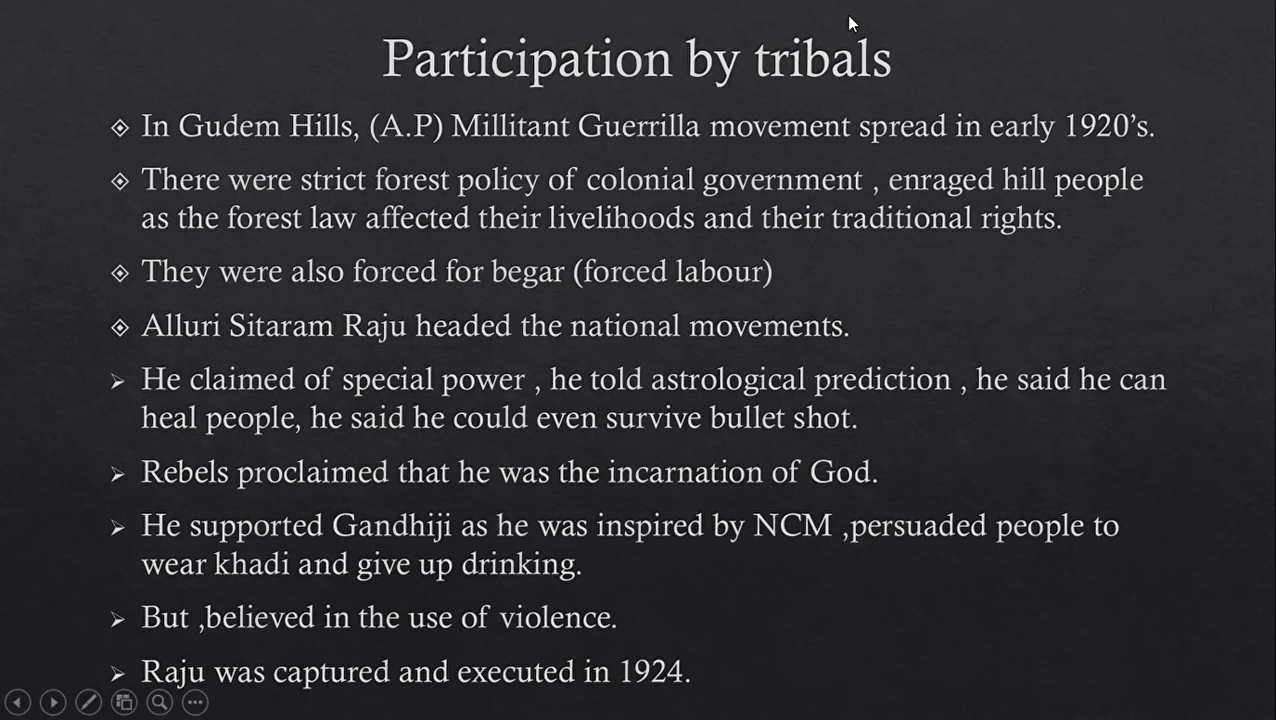 Participation by tribals
In Gudem Hills, (A.P) Millitant Guerrilla movement spread in early 1920's.
There were strict forest policy of colonial government , enraged hill people
as the forest law affected their livelihoods and their traditional rights.
They were also forced for begar (forced labour)
Alluri Sitaram Raju headed the national movements.
He claimed of special power , he told astrological prediction , he said he can
heal people, he said he could even survive bullet shot.
Rebels proclaimed that he was the incarnation of God.
He supported Gandhiji as he was inspired by NCM ,persuaded people to
wear khadi and give up drinking.
But ,believed in the use of violence.
Raju was captured and executed in 1924.